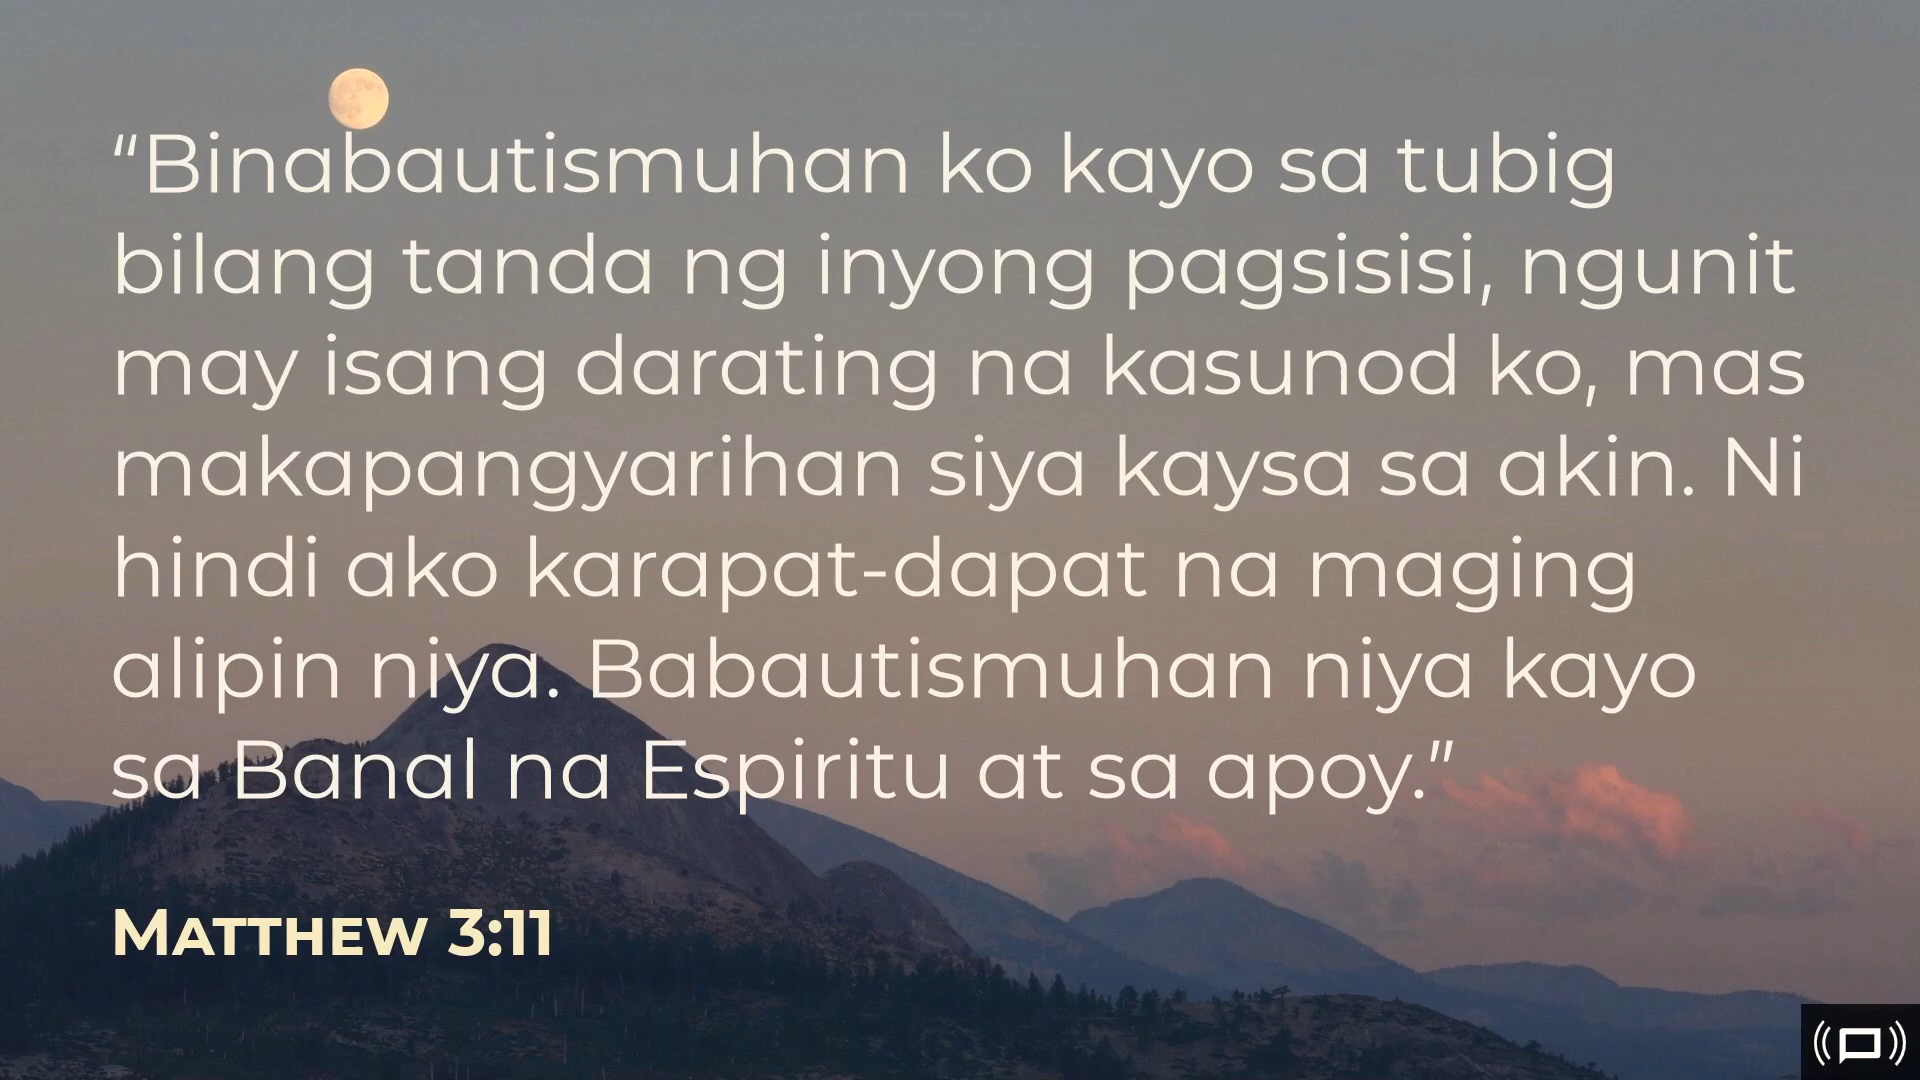 “Binabautismuhan ko kayo sa tubig
bilang tanda ng inyong pagsisisi, ngunit
may isang darating na kasunod ko, mas
makapangyarihan siya kaysa sa akin. Ni
hindi ako karapat-dapat na maging
alipin niya. Babautismuhan niya kayo
sa Banal na Espiritu at sa apoy.”
Matthew 3:11